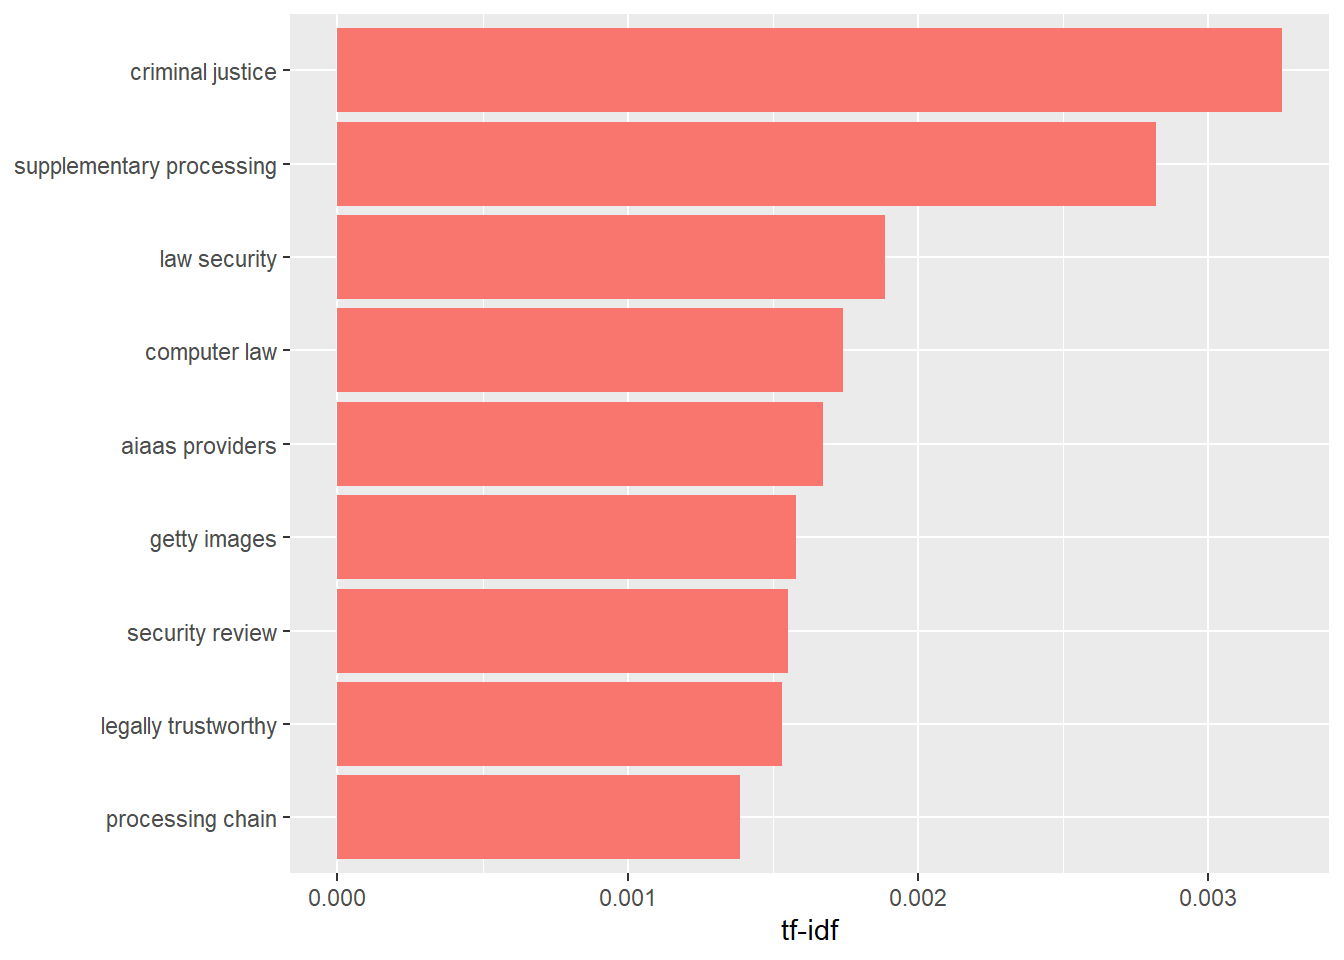 criminal justice
supplementary processing
law security
computer law
aiaas providers
getty images
security review
legally trustworthy
processing chain
0.000 0.001 0.002 0.003
tf-idf